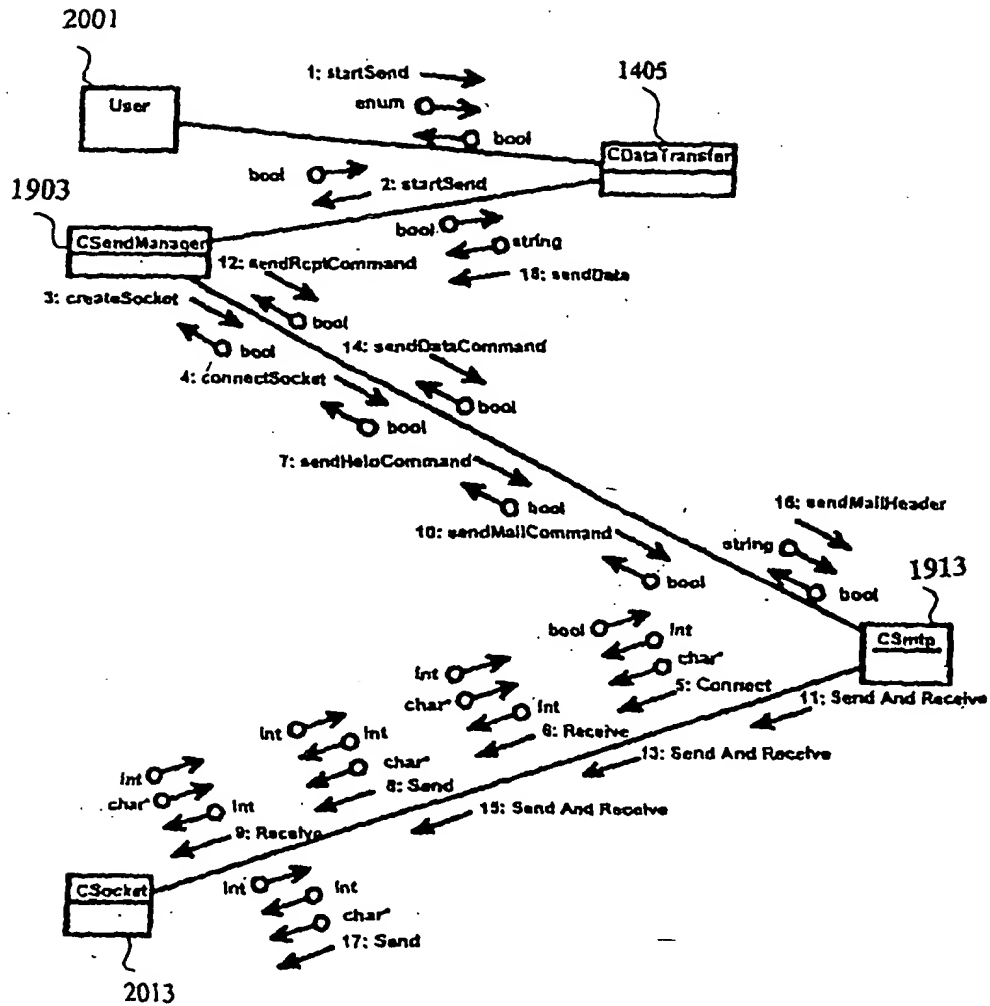 2001
1: startSend
enum
bool
User
1405
CDataTransfer
bool
2: startSend
1903
CSendManager
bool
string
18: sendData
12: sendRcptCommand
3: createSocket
bool
bool
14: sendDataCommand
4: connectSocket
bool
bool
7: sendHeloCommand
bool
16: sendMailHeader
10: sendMailCommand
string
bool
bool
1913
CSmtp
bool
int
char*
5: Connect
11: Send And Receive
int
char*
int
6: Receive
13: Send And Receive
int
int
char*
8: Send
15: Send And Receive
int
char*
int
9: Receive
CSocket
int
int
char*
17: Send
2013